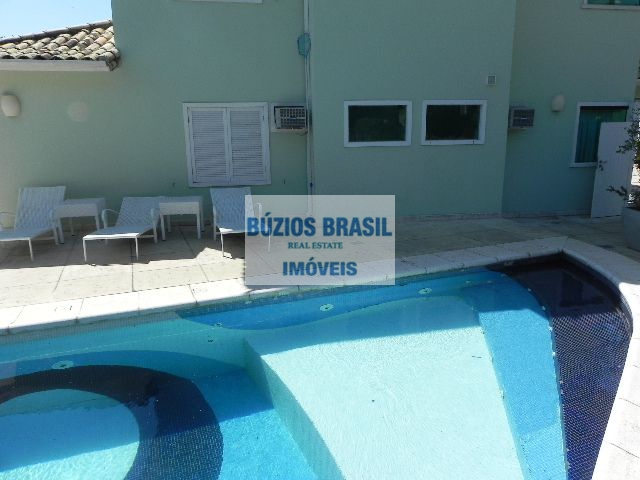 BÚZIOS BRASIL
REAL ESTATE
IMÓVEIS